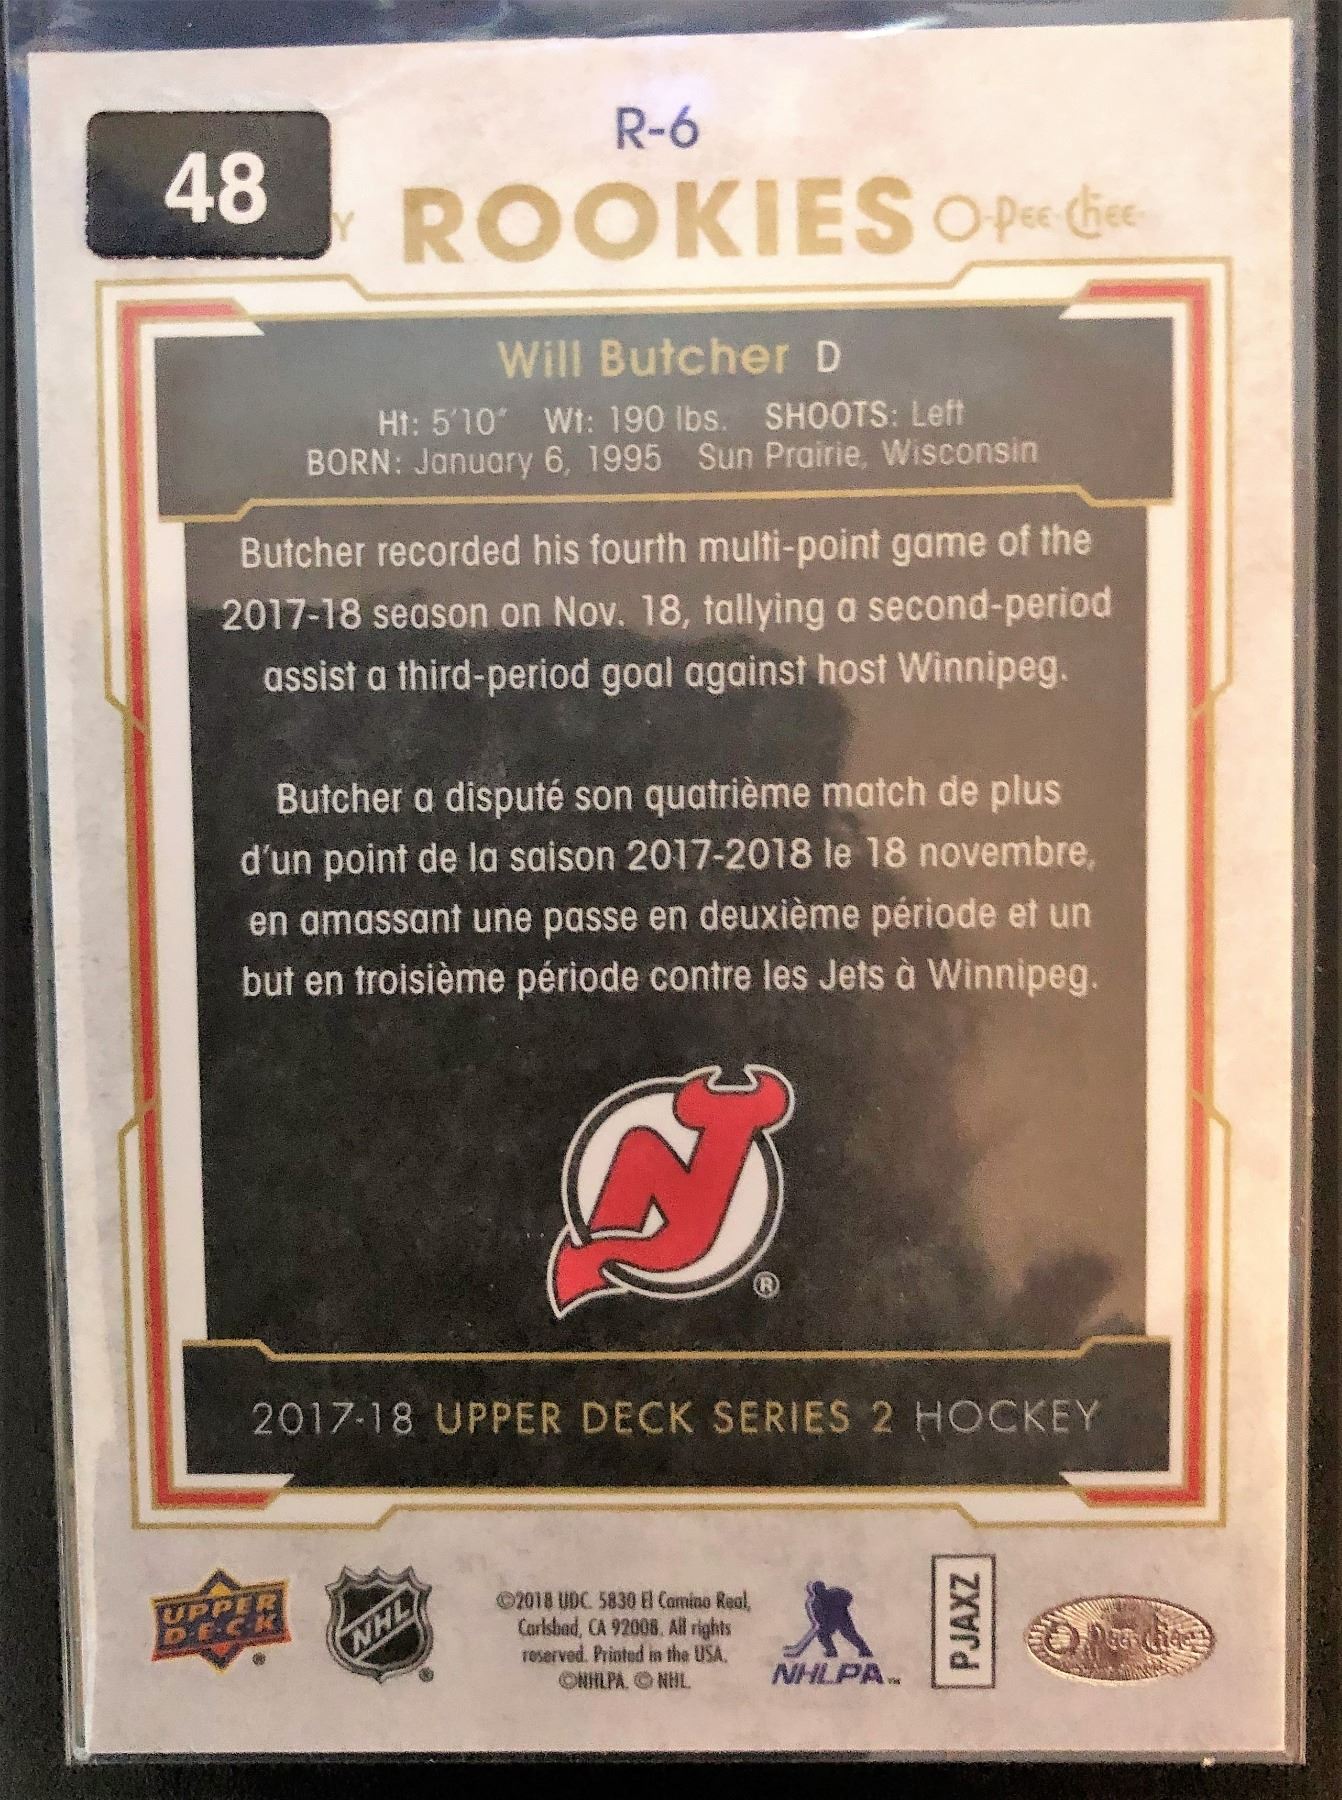 48
R-6
Y ROOKIES O-Pee-Chee
Will Butcher D
Ht: 5'10" Wt: 190 lbs. SHOOTS: Left
BORN: January 6, 1995 Sun Prairie, Wisconsin
Butcher recorded his fourth multi-point game of the
2017-18 season on Nov. 18, tallying a second-period
assist a third-period goal against host Winnipeg.
Butcher a disputé son quatrième match de plus
d'un point de la saison 2017-2018 le 18 novembre,
en amassant une passe en deuxième période et un
but en troisième période contre les Jets à Winnipeg.
NJ ®
2017-18 UPPER DECK SERIES 2 HOCKEY
UPPER
DECK ®
NHL ®
©2018 UDC. 5830 El Camino Real,
Carlsbad, CA 92008. All rights
reserved. Printed in the USA.
©NHLPA. © NHL.
NHLPA™
PJAXZ
O-Pee-Chee